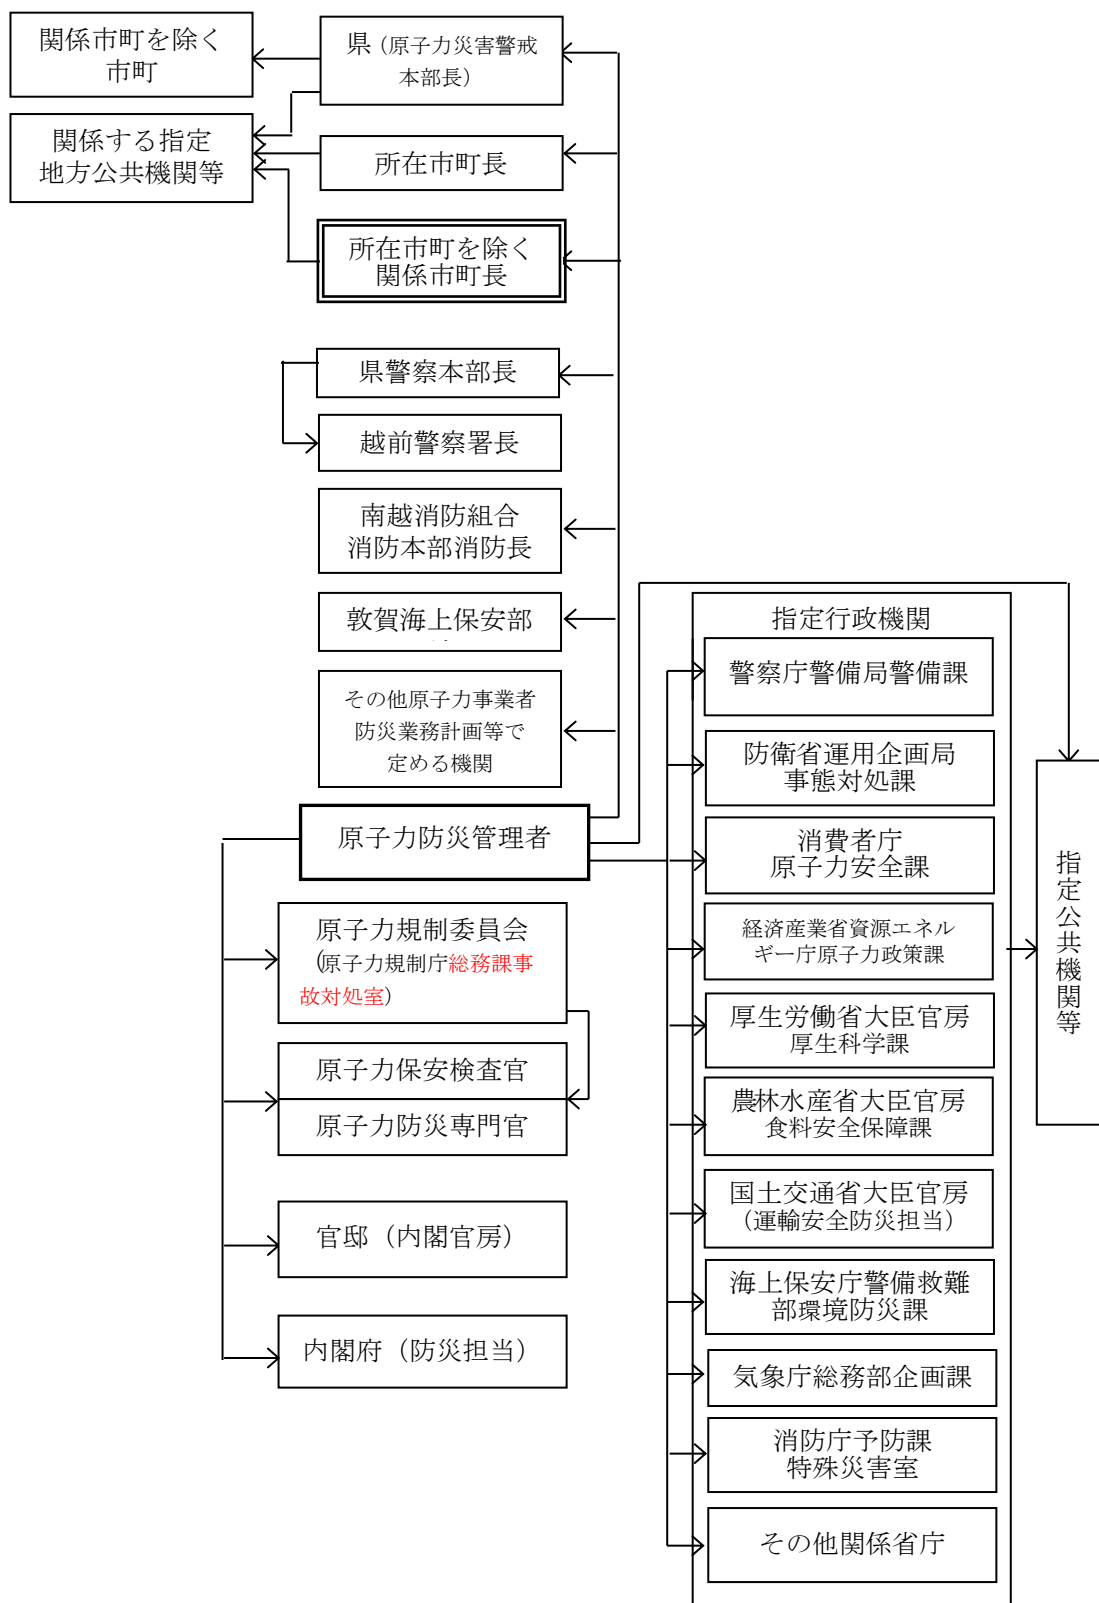 関係市町を除く
市町
県（原子力災害警戒
本部長）
関係する指定
地方公共機関等
所在市町長
所在市町を除く
関係市町長
県警察本部長
越前警察署長
南越消防組合
消防本部消防長
敦賀海上保安部
その他原子力事業者
防災業務計画等で
定める機関
原子力防災管理者
原子力規制委員会
（原子力規制庁総務課事
故対処室）
原子力保安検査官
原子力防災専門官
官邸（内閣官房）
内閣府（防災担当）
指定行政機関
警察庁警備局警備課
防衛省運用企画局
事態対処課
消費者庁
原子力安全課
経済産業省資源エネル
ギー庁原子力政策課
厚生労働省大臣官房
厚生科学課
農林水産省大臣官房
食料安全保障課
国土交通省大臣官房
（運輸安全防災担当）
海上保安庁警備救難
部環境防災課
気象庁総務部企画課
消防庁予防課
特殊災害室
その他関係省庁
指定公共機関等